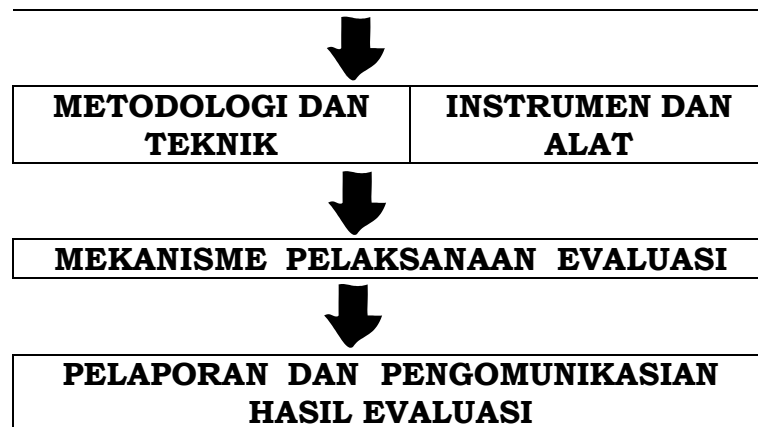 METODOLOGI DAN TEKNIK
INSTRUMEN DAN ALAT
MEKANISME PELAKSANAAN EVALUASI
PELAPORAN DAN PENGOMUNIKASIAN
HASIL EVALUASI